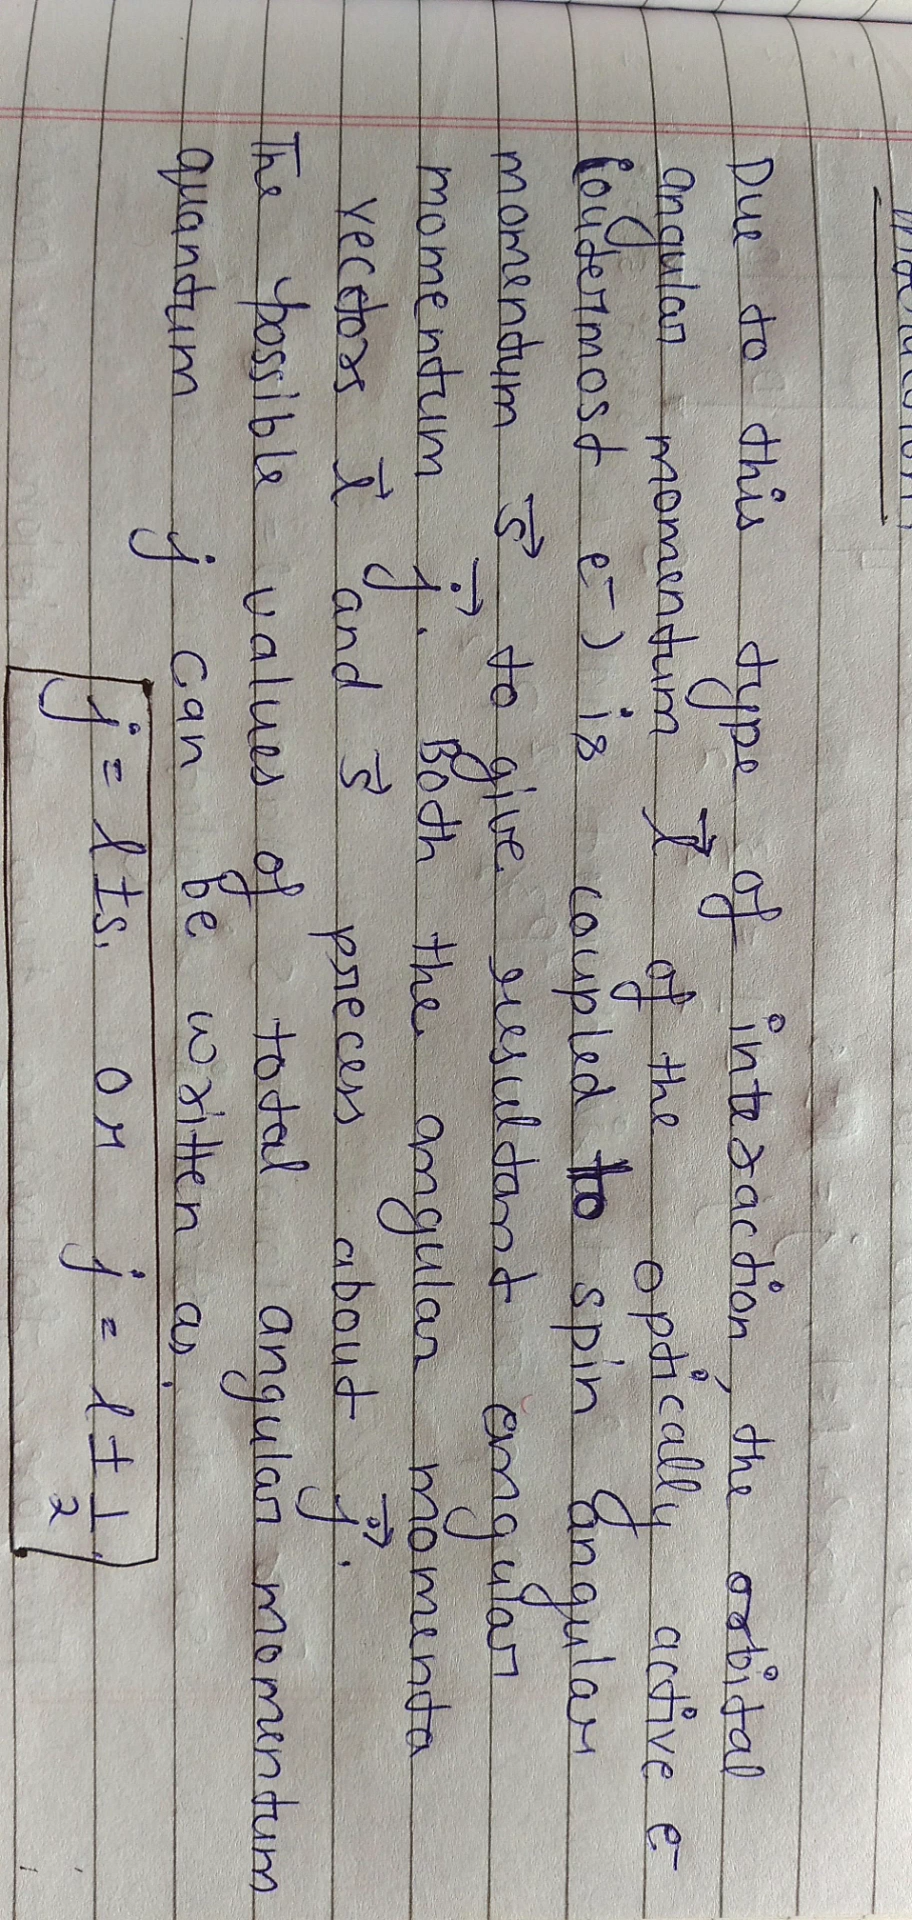 Due to this type of interaction, the orbital
angular momentum l⃗ of the optically active e⁻
(outermost e⁻) is coupled to spin angular
momentum s⃗ to give resultant angular
momentum j⃗. Both the angular momenta
vectors l⃗ and s⃗ precess about j⃗.
The possible values of total angular momentum
quantum j can be written as.
j = l ± s. or j = l ± 1/2.